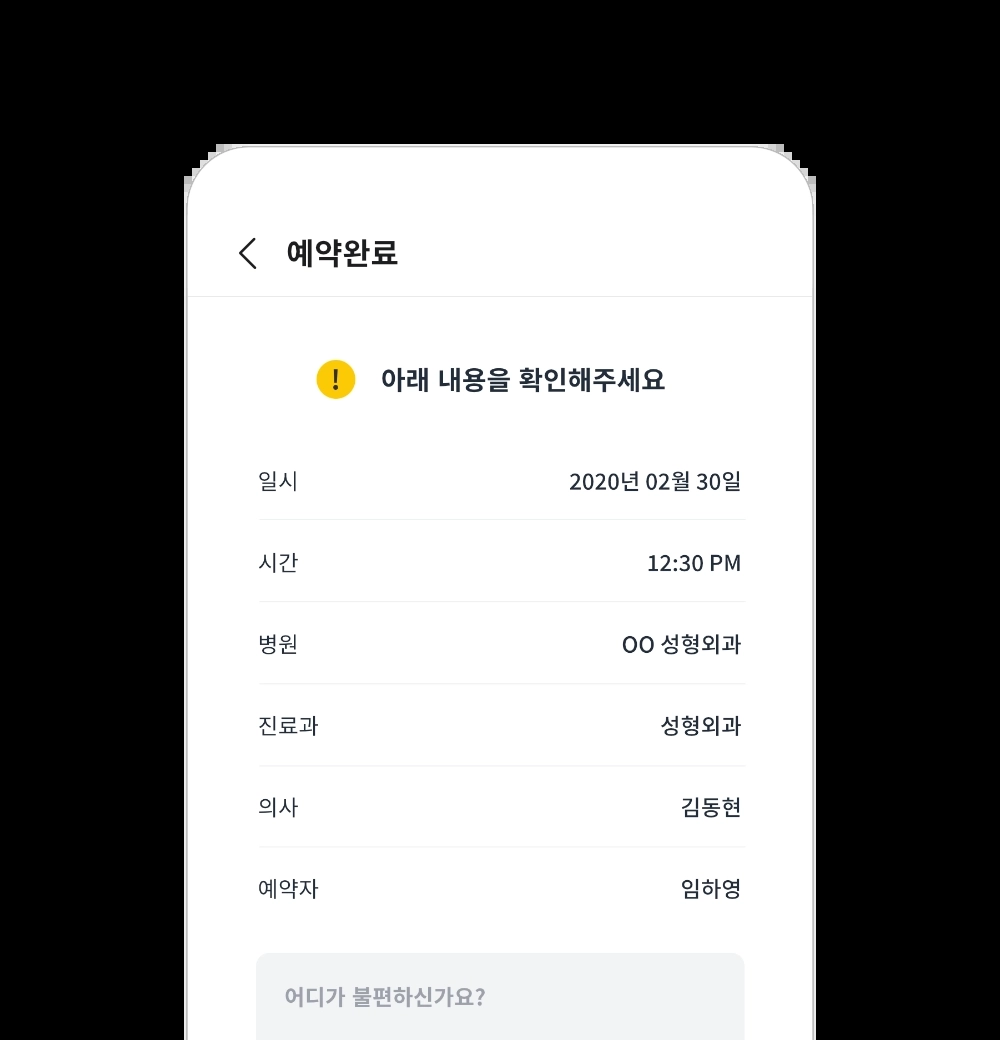 예약완료
! 아래 내용을 확인해주세요
일시 2020년 02월 30일
시간 12:30 PM
병원 OO 성형외과
진료과 성형외과
의사 김동현
예약자 임하영
어디가 불편하신가요?